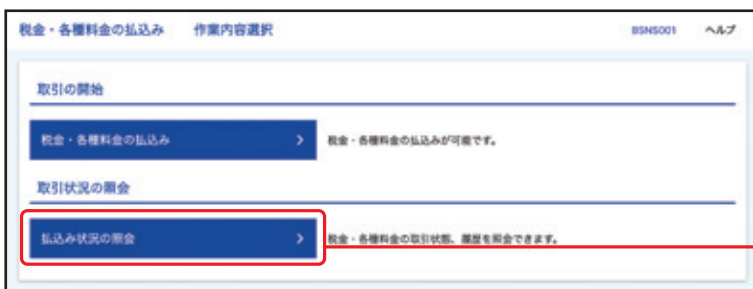 税金・各種料金の払込み 作業内容選択 BSNS001 ヘルプ
取引の開始
税金・各種料金の払込み 税金・各種料金の払込みが可能です。
取引状況の照会
払込み状況の照会 税金・各種料金の取引状態、履歴を照会できます。